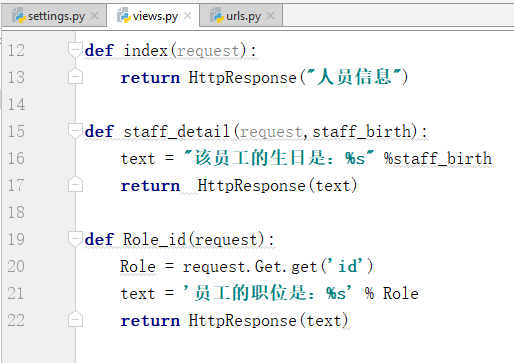 settings.py × views.py × urls.py ×
12 def index(request):
13     return HttpResponse("人员信息")
14
15 def staff_detail(request,staff_birth):
16     text = "该员工的生日是：%s" %staff_birth
17     return  HttpResponse(text)
18
19 def Role_id(request):
20     Role = request.Get.get('id')
21     text = '员工的职位是：%s' % Role
22     return HttpResponse(text)